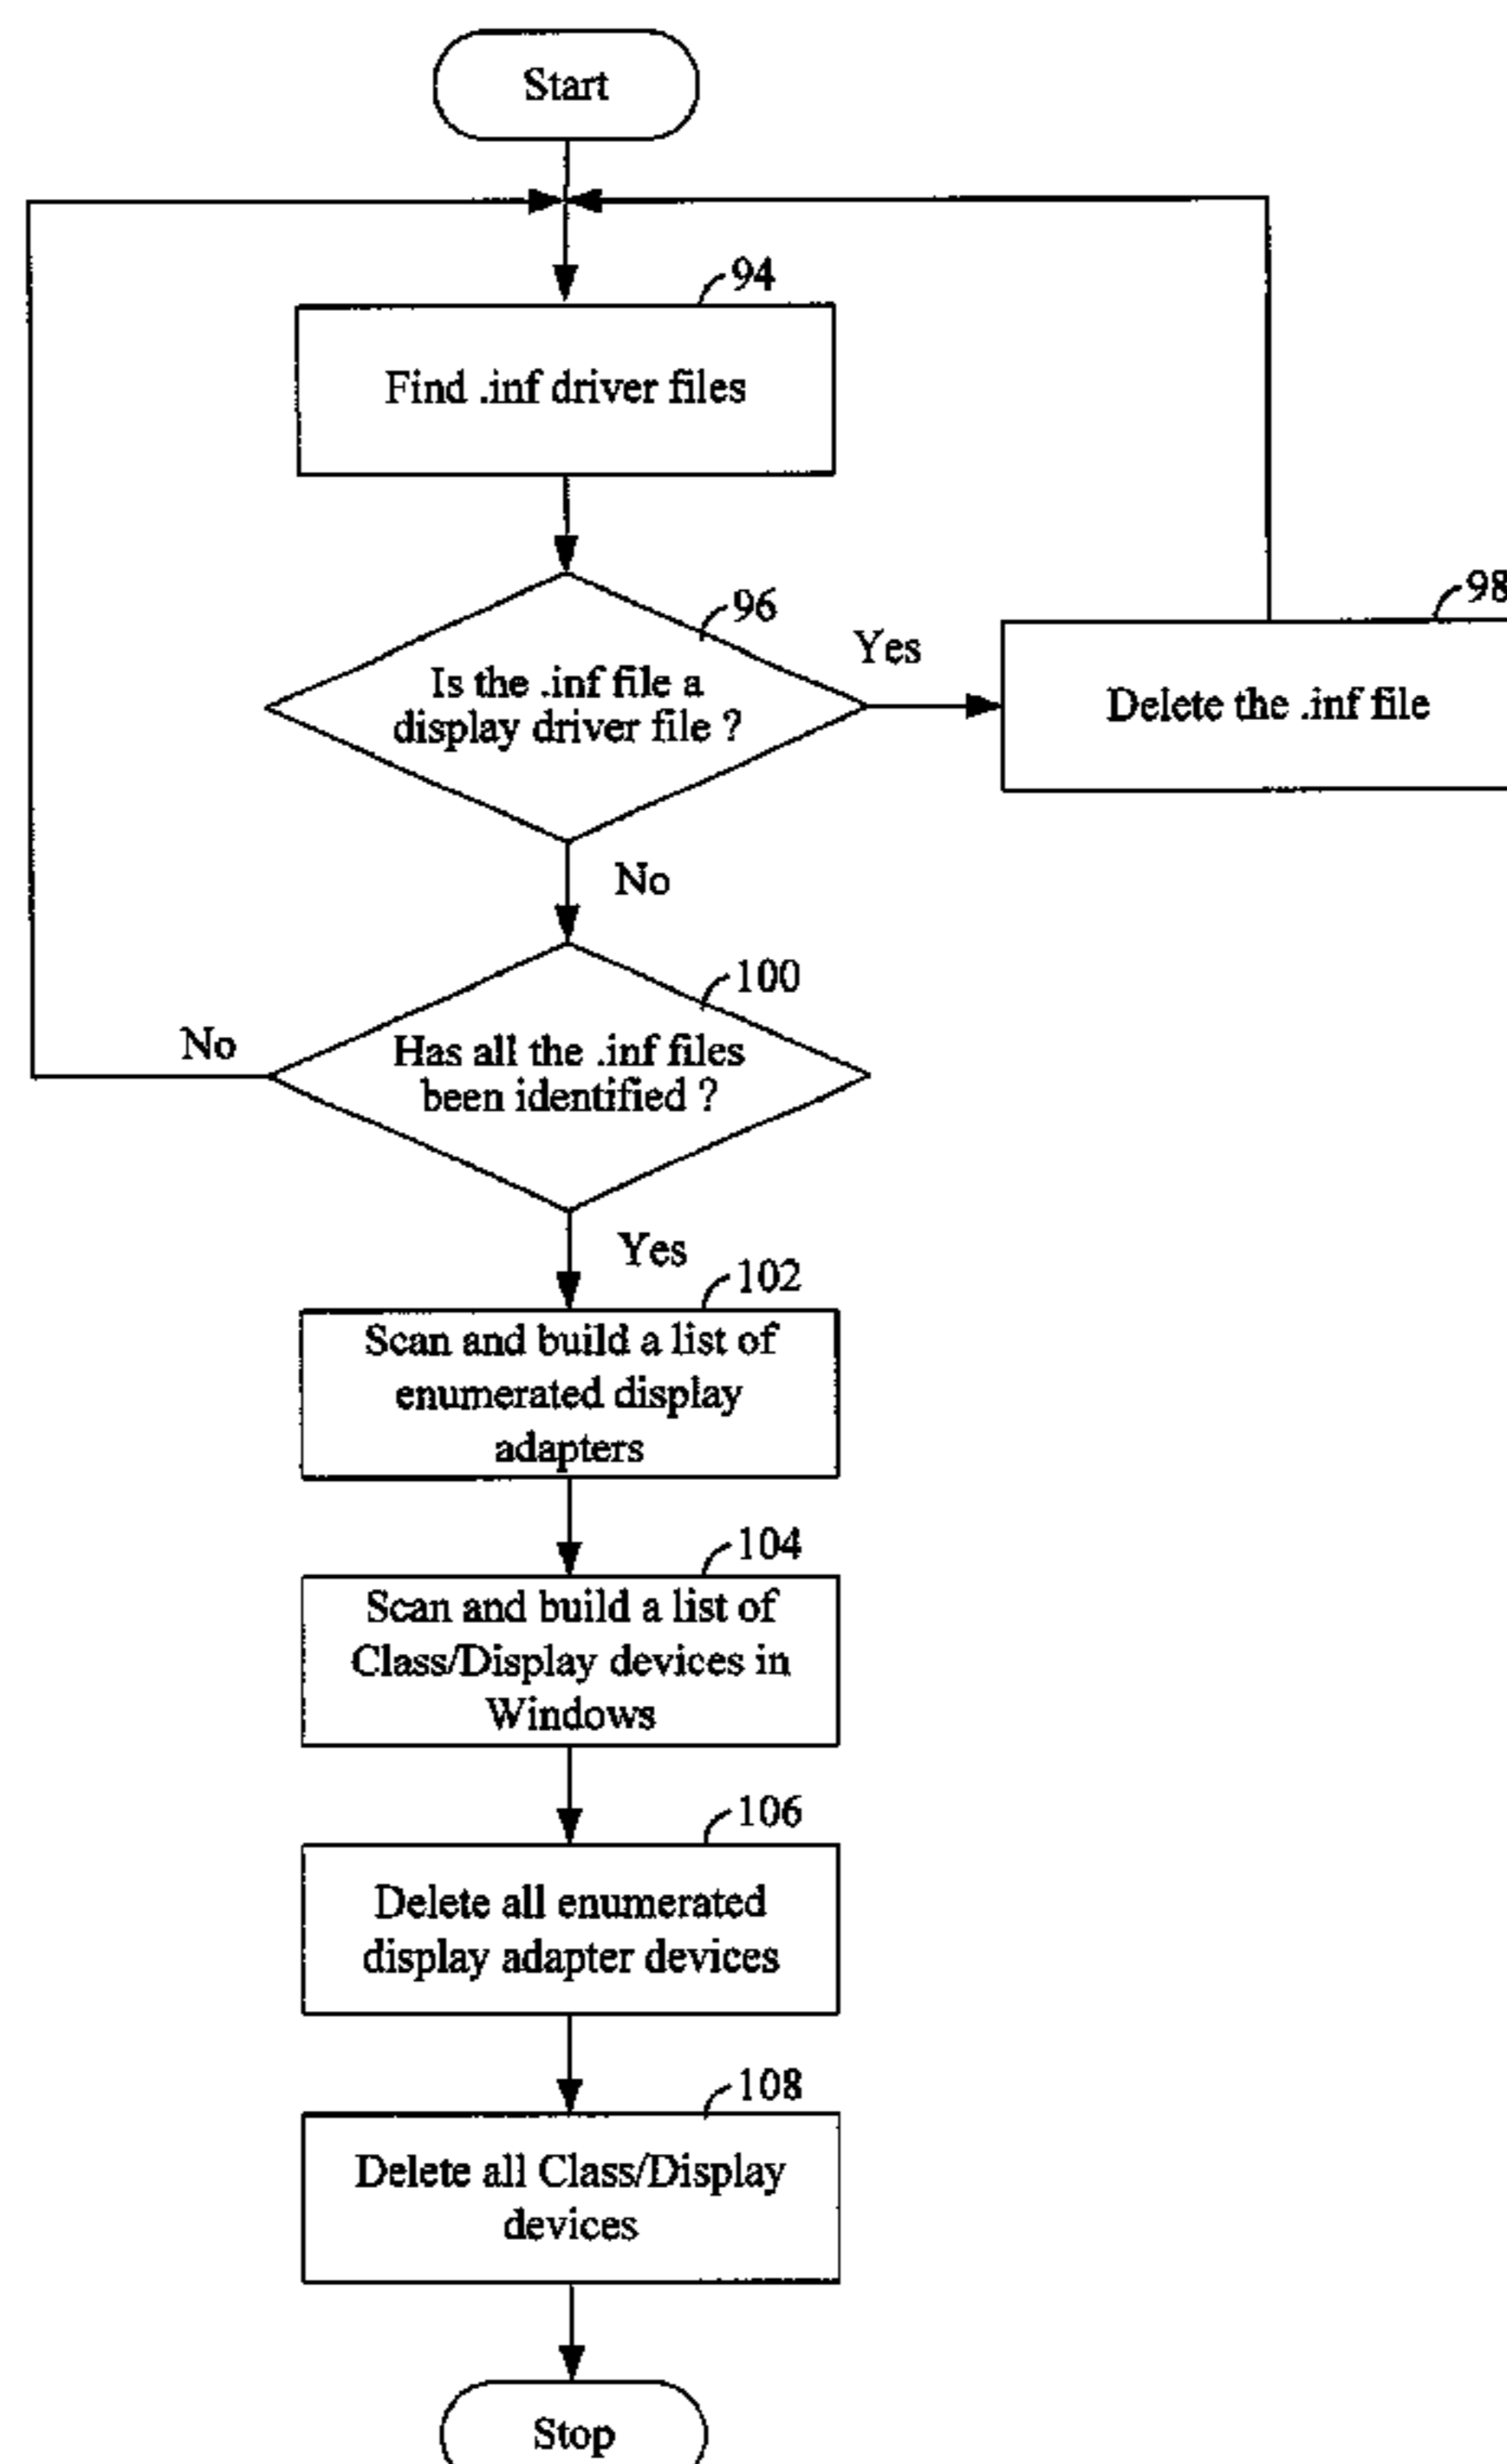 Start
94
Find .inf driver files
96
Is the .inf file a
display driver file ?
Yes
98
Delete the .inf file
No
100
Has all the .inf files
been identified ?
No
Yes
102
Scan and build a list of
enumerated display
adapters
104
Scan and build a list of
Class/Display devices in
Windows
106
Delete all enumerated
display adapter devices
108
Delete all Class/Display
devices
Stop